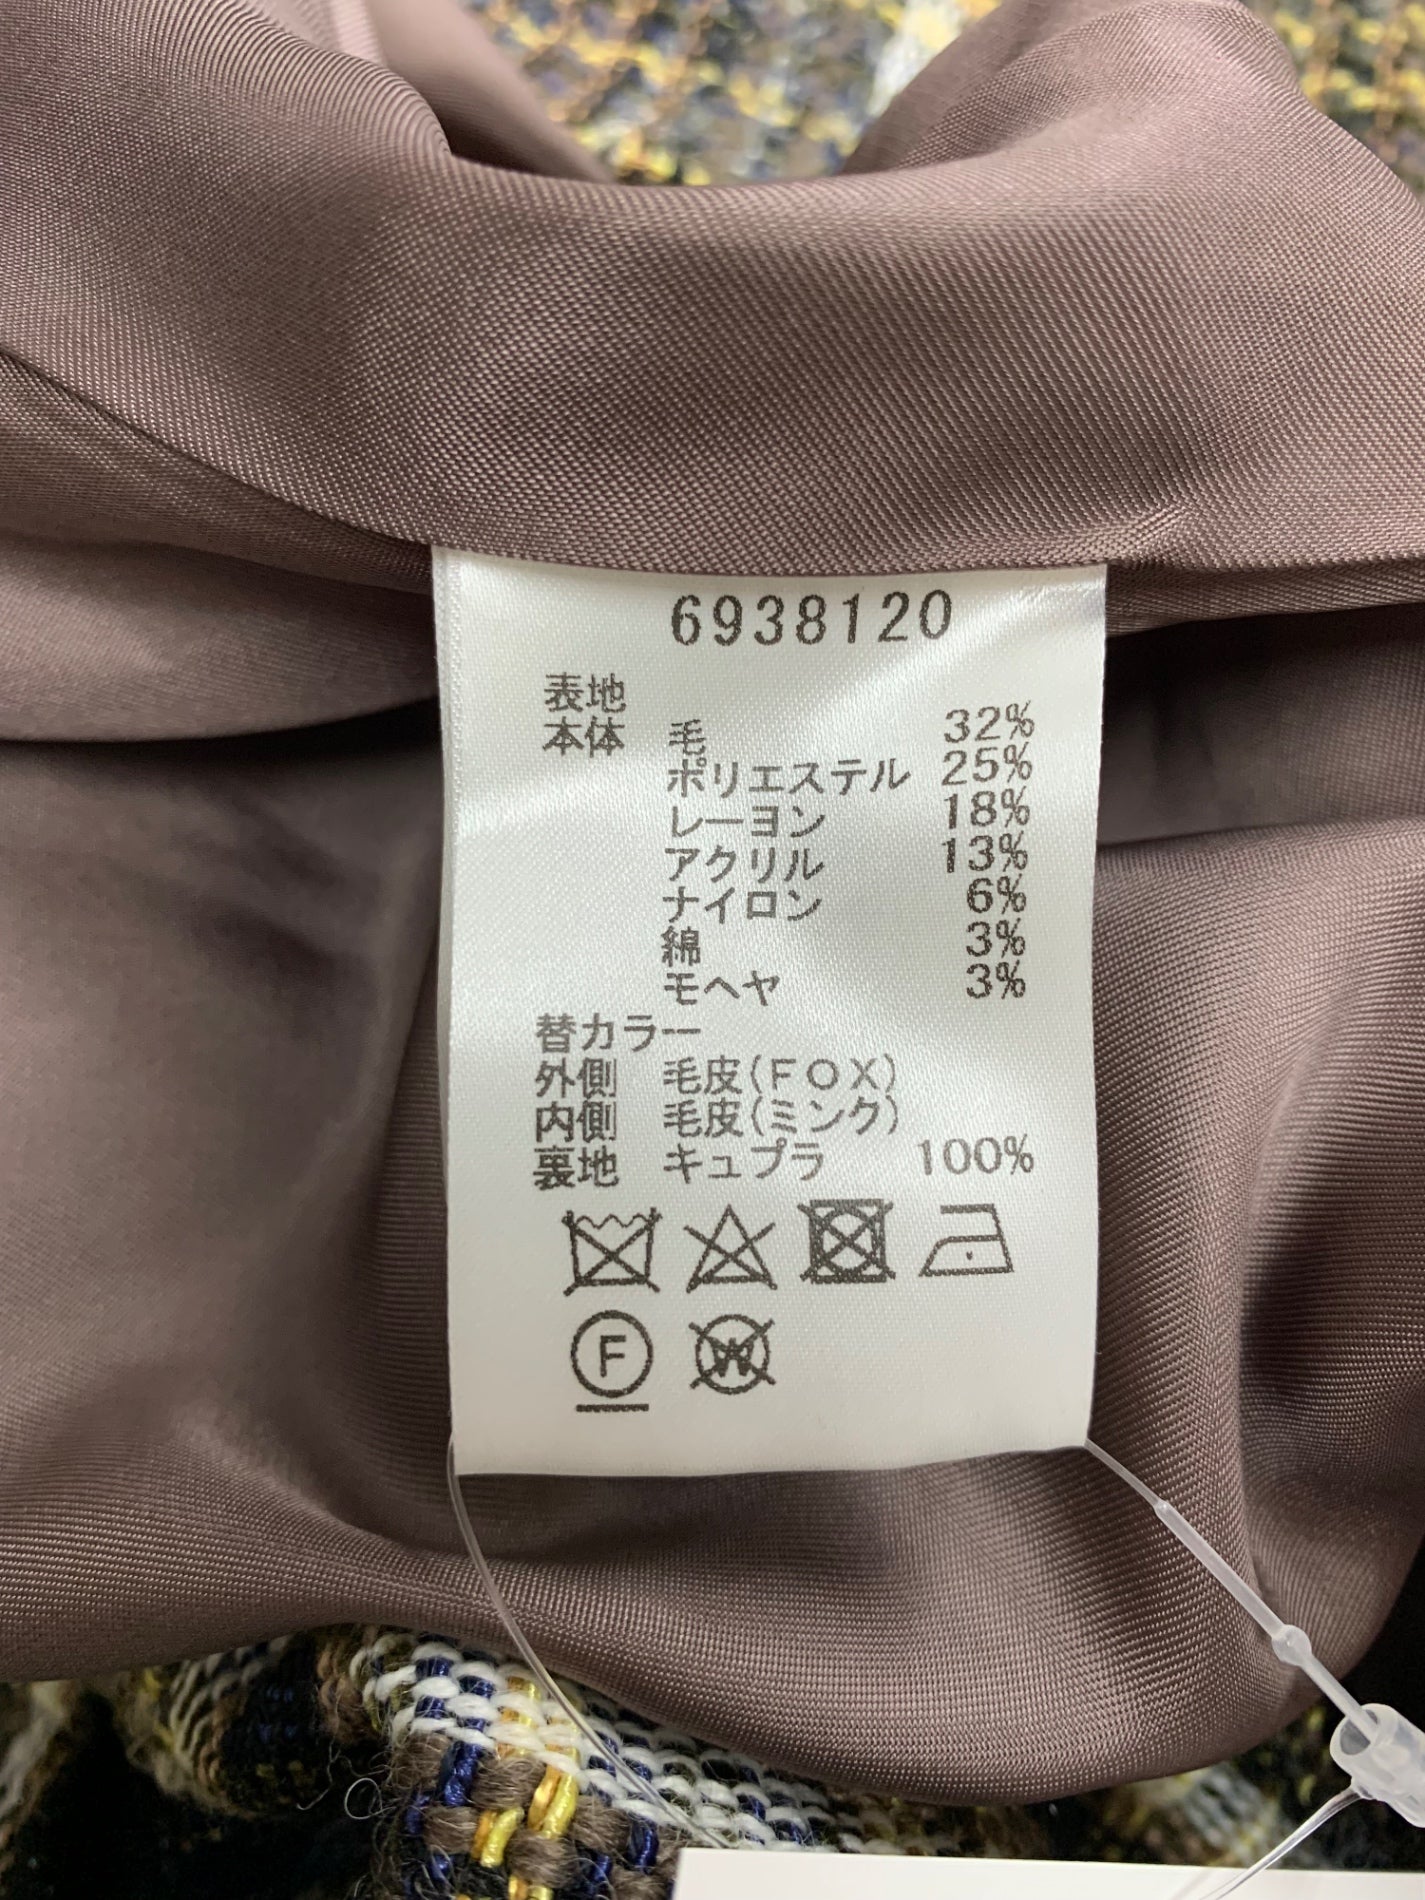 6938120
表地
本体 毛 32%
ポリエステル 25%
レーヨン 18%
アクリル 13%
ナイロン 6%
綿 3%
モヘヤ 3%
替カラー
外側 毛皮(FOX)
内側 毛皮(ミンク)
裏地 キュプラ 100%
F W